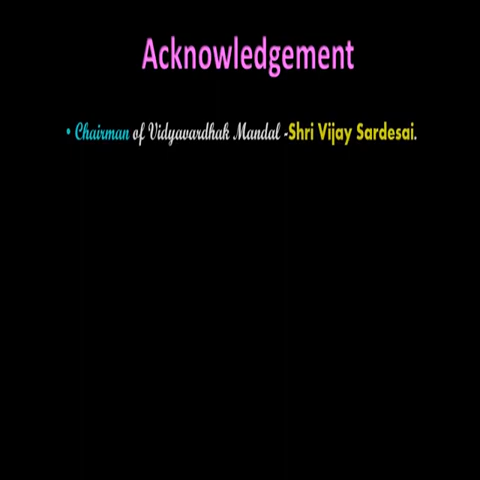 Acknowledgement
• Chairman of Vidyavardhak Mandal -Shri Vijay Sardesai.